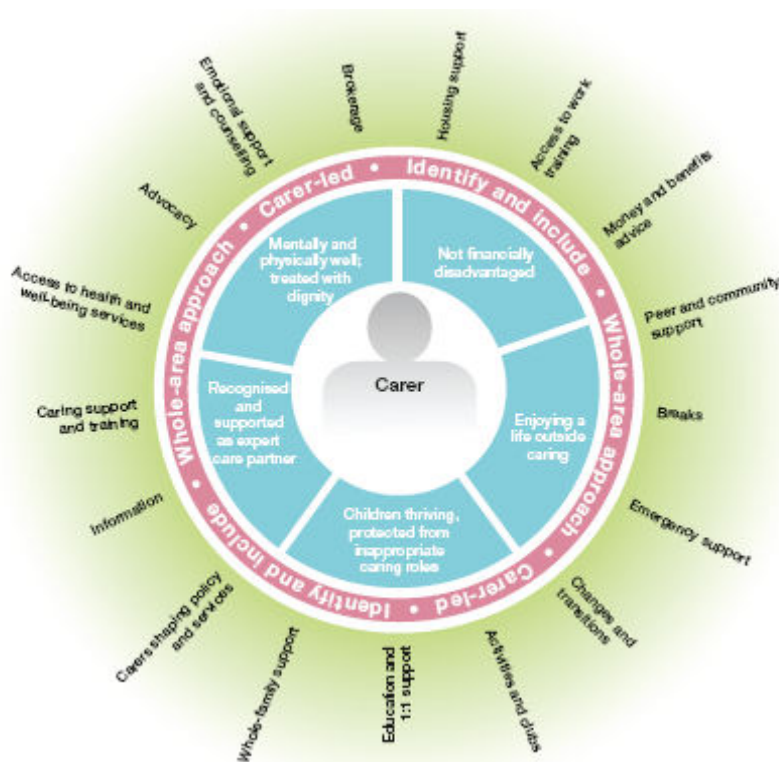 Housing support
Access to work
training
Money and benefits
advice
Peer and community
support
Breaks
Emergency support
Changes and
transitions
Activities and clubs
Education and
1:1 support
Whole-family support
Carers shaping policy
and services
Information
Caring support
and training
Access to health and
well-being services
Advocacy
Emotional support
and counselling
Brokerage
Identify and include • Whole-area approach • Carer-led • Identify and include • Whole-area approach • Carer-led •
Not financially
disadvantaged
Enjoying a
life outside
caring
Children thriving,
protected from
inappropriate
caring roles
Recognised
and
supported
as expert
care partner
Mentally and
physically well;
treated with
dignity
Carer